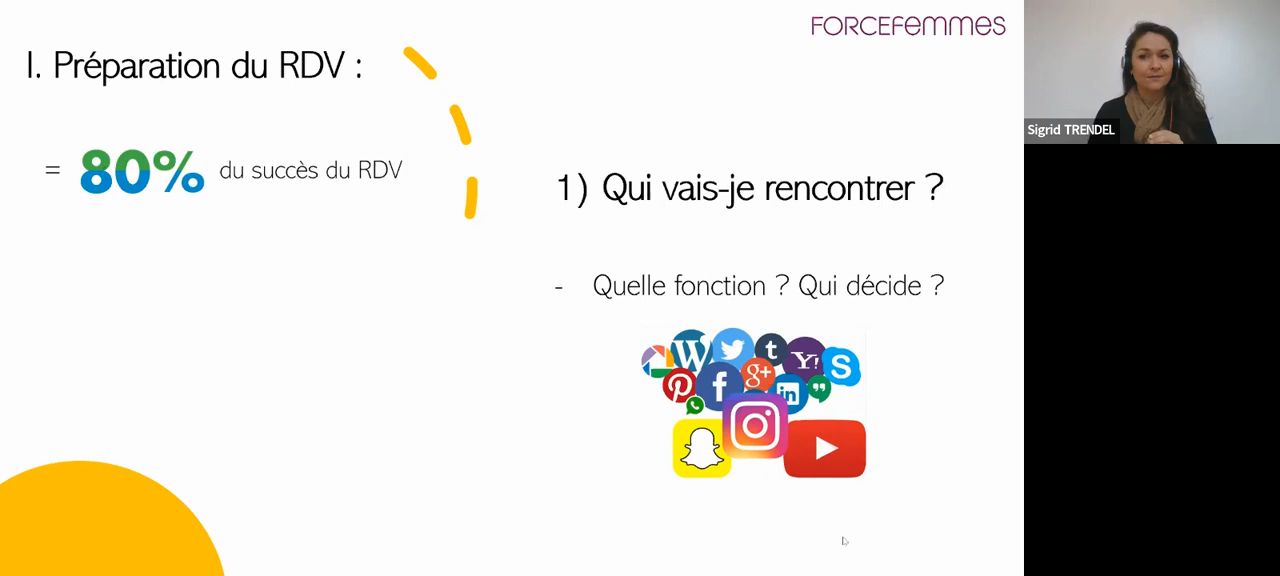 FORCEFEMMES
I. Préparation du RDV :
= 80% du succès du RDV
1) Qui vais-je rencontrer ?
- Quelle fonction ? Qui décide ?
W
t
Y!
S
g+
f
in
Sigrid TRENDEL